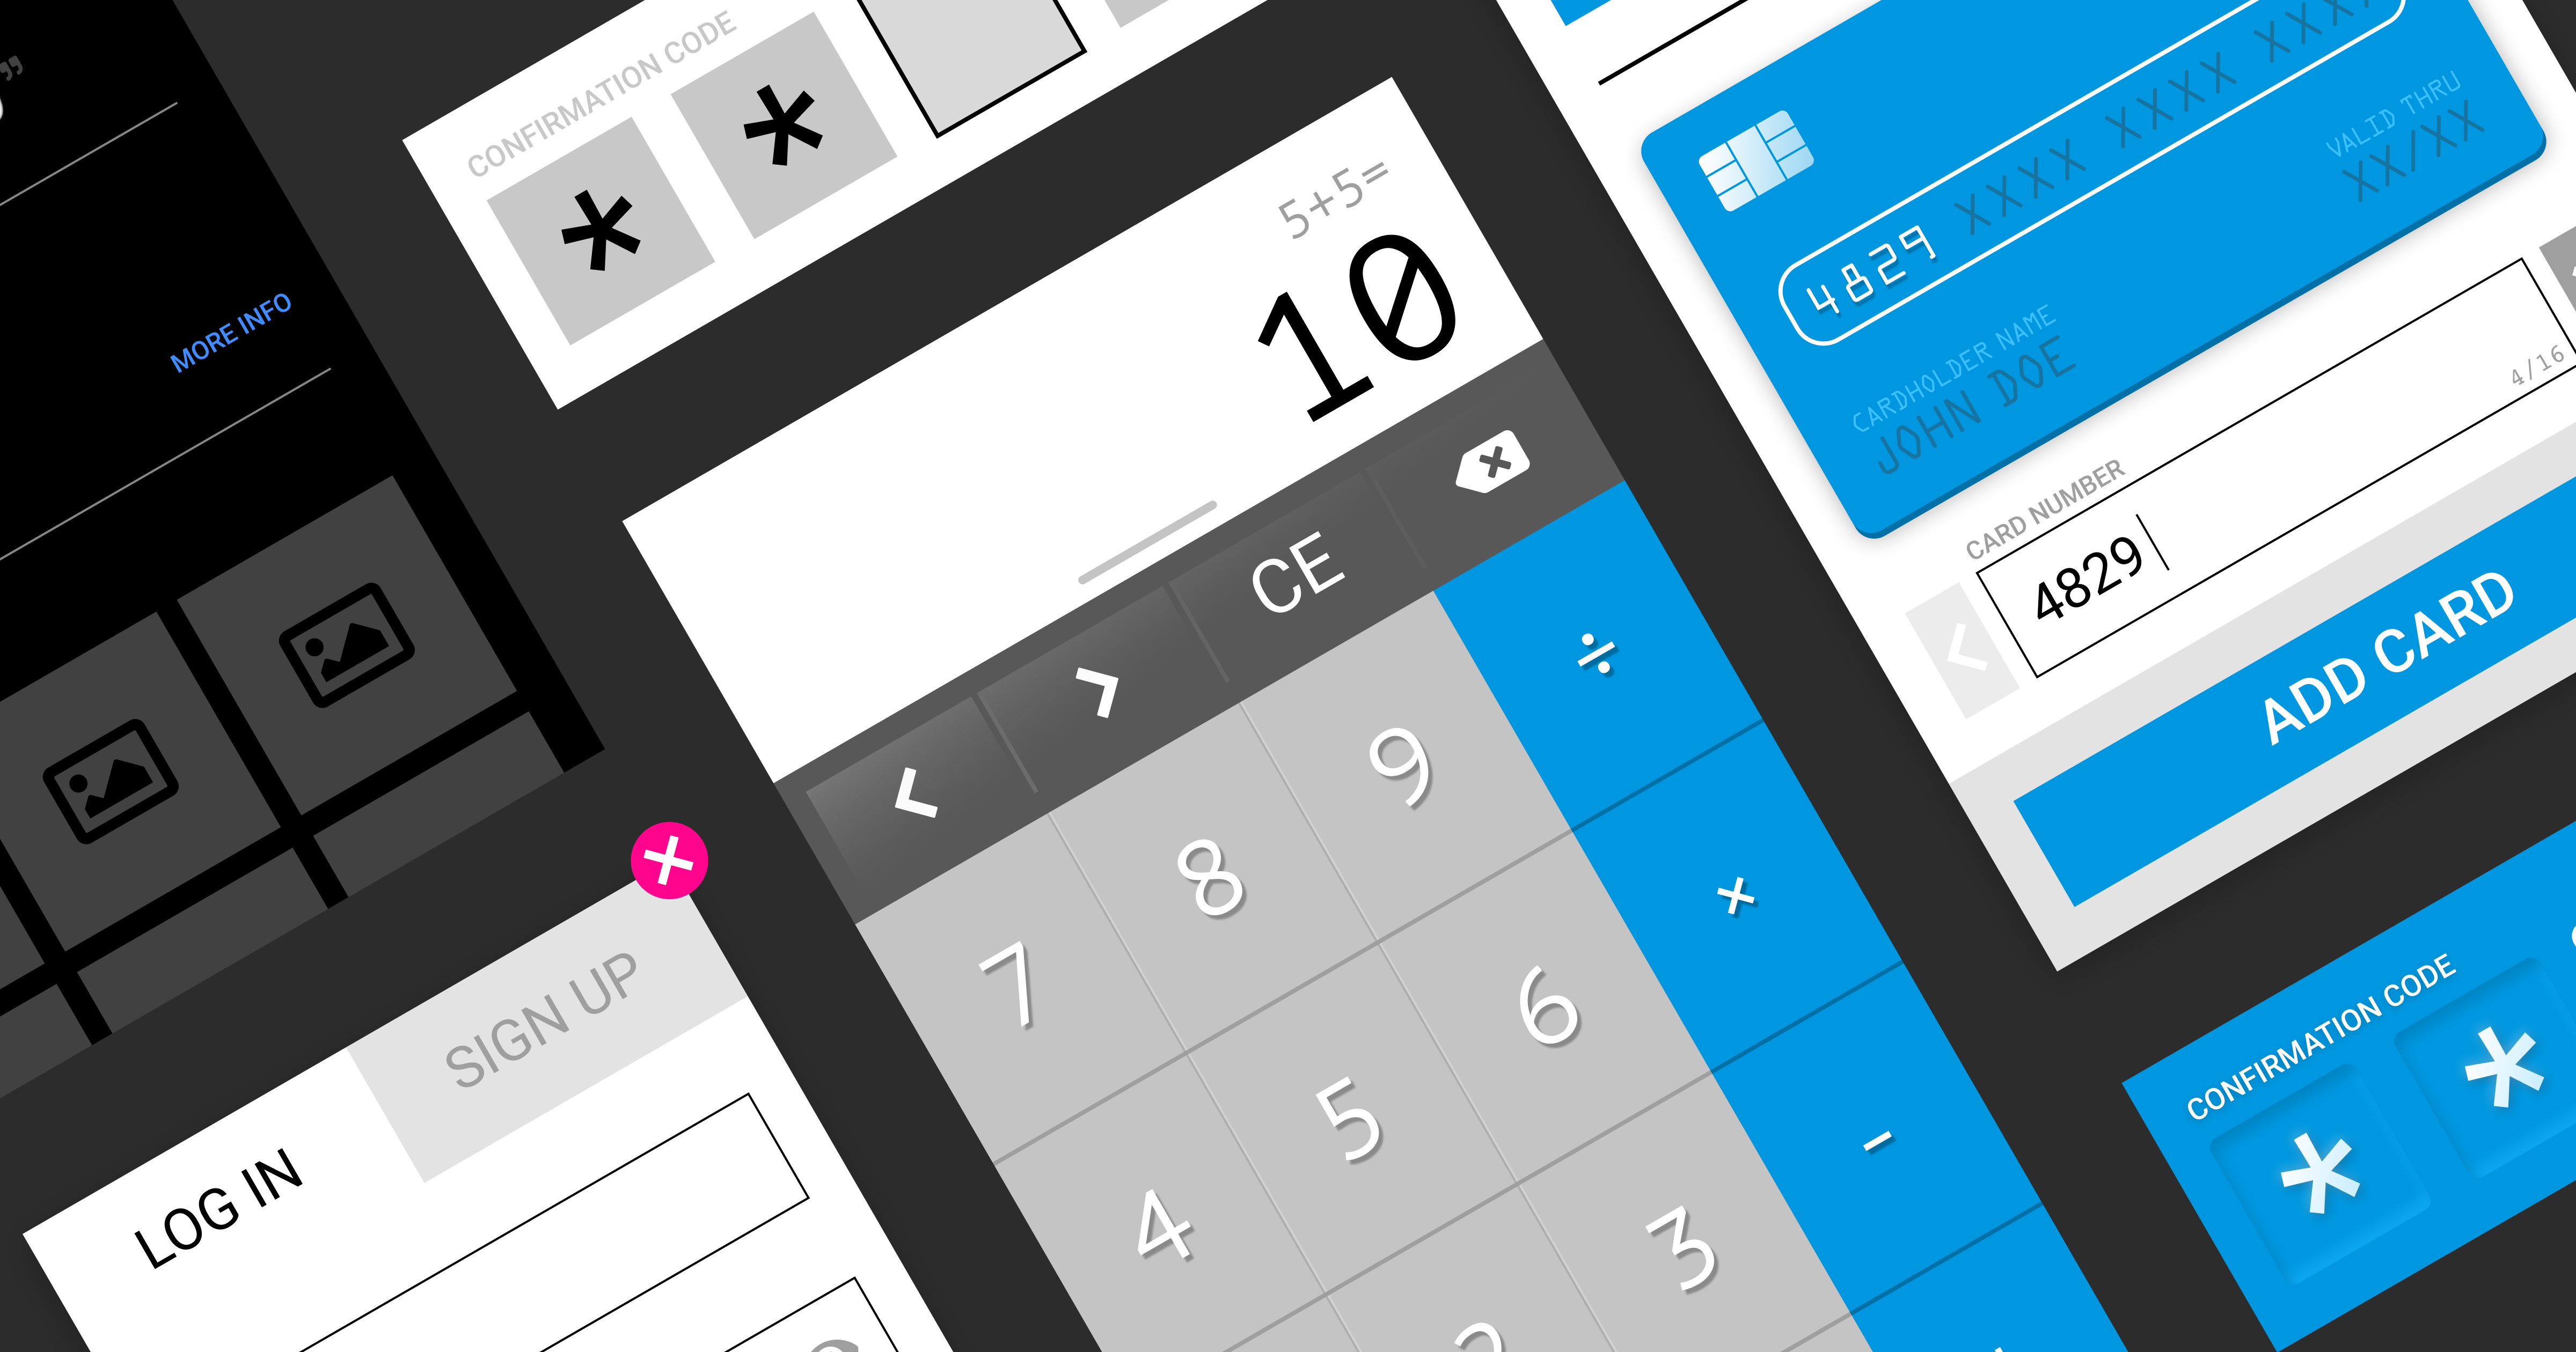 ”
MORE INFO
CONFIRMATION CODE
* *
5+5=
10
CE
÷
7 8 9
×
4 5 6
-
3
2
LOG IN
SIGN UP
4829 XXXX XXXX XXXX
VALID THRU
XX/XX
CARDHOLDER NAME
JOHN DOE
CARD NUMBER
4829
4/16
ADD CARD
CONFIRMATION CODE
* *